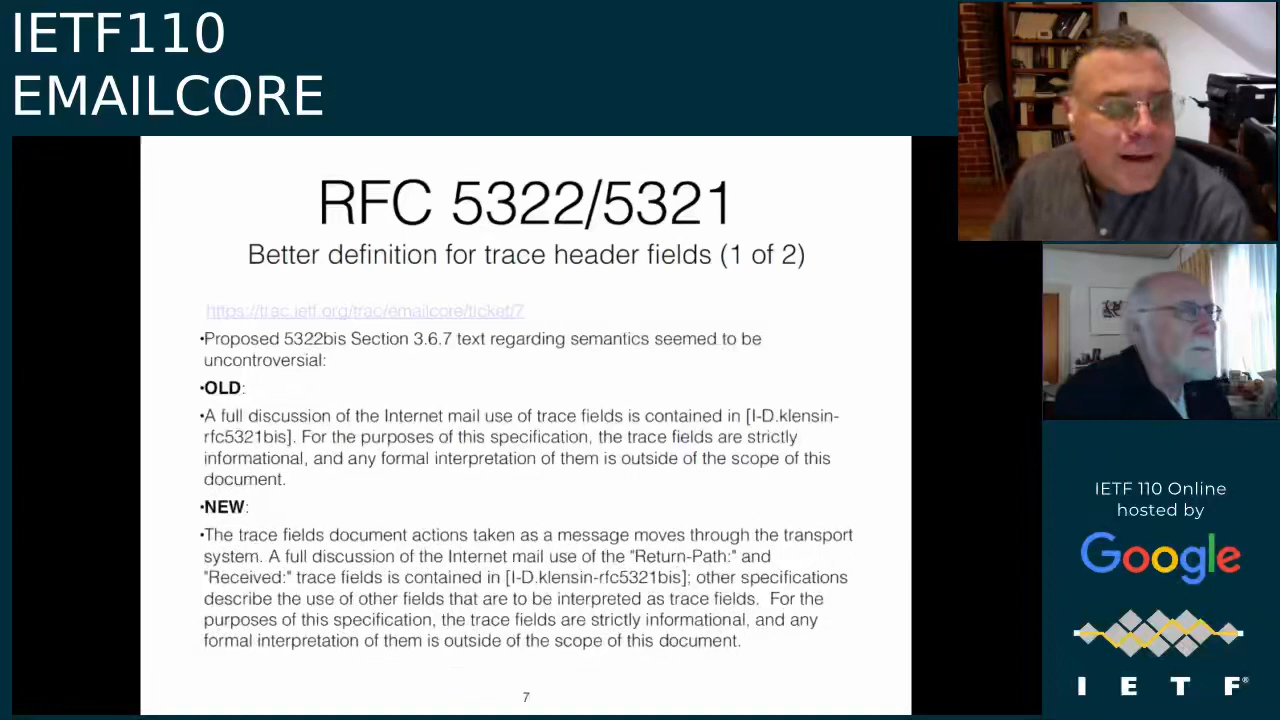 IETF110
EMAILCORE
RFC 5322/5321
Better definition for trace header fields (1 of 2)
https://trac.ietf.org/trac/emailcore/ticket/7
•Proposed 5322bis Section 3.6.7 text regarding semantics seemed to be
uncontroversial:
•OLD:
•A full discussion of the Internet mail use of trace fields is contained in [I-D.klensin-
rfc5321bis]. For the purposes of this specification, the trace fields are strictly
informational, and any formal interpretation of them is outside of the scope of this
document.
•NEW:
•The trace fields document actions taken as a message moves through the transport
system. A full discussion of the Internet mail use of the "Return-Path:" and
"Received:" trace fields is contained in [I-D.klensin-rfc5321bis]; other specifications
describe the use of other fields that are to be interpreted as trace fields.  For the
purposes of this specification, the trace fields are strictly informational, and any
formal interpretation of them is outside of the scope of this document.
7
IETF 110 Online
hosted by
Google
I E T F®